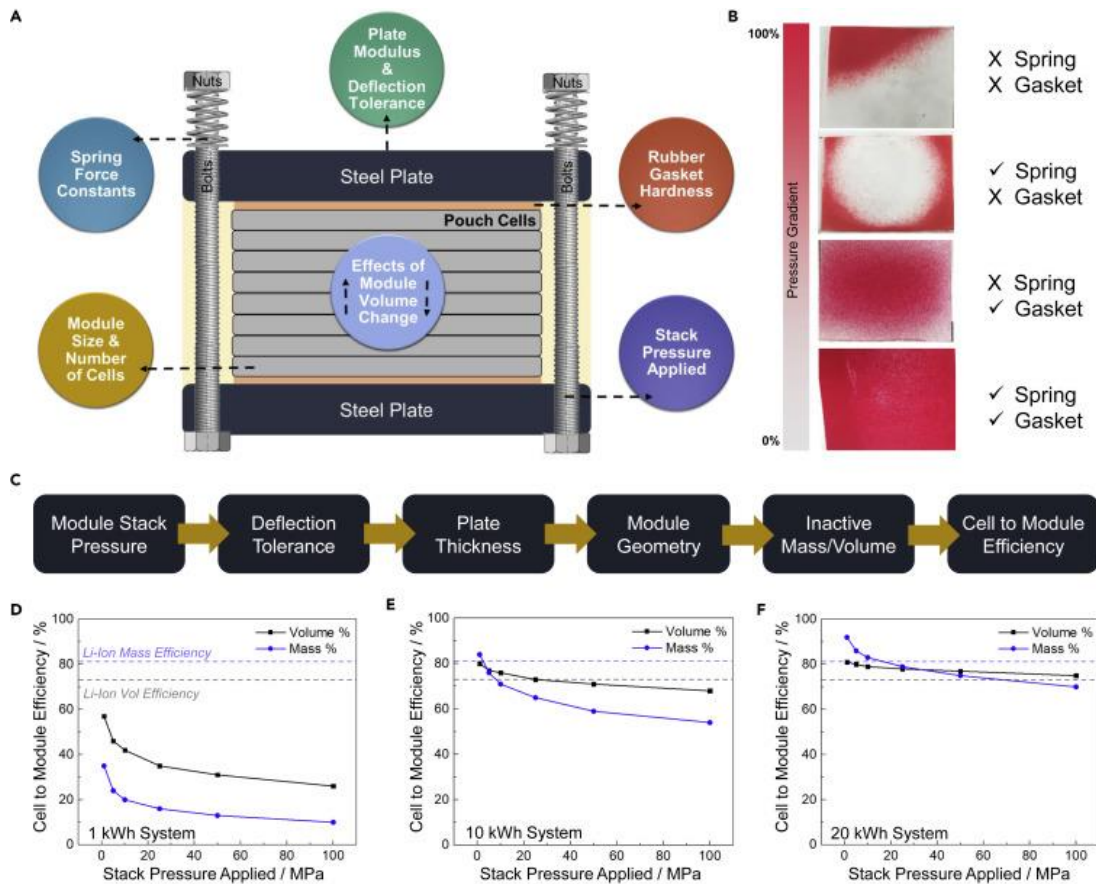 A
Plate
Modulus
&
Deflection
Tolerance
Nuts
Nuts
Spring
Force
Constants
Bolts
Bolts
Steel Plate
Rubber
Gasket
Hardness
Pouch Cells
Effects of
Module
Volume
Change
Module
Size &
Number
of Cells
Stack
Pressure
Applied
Steel Plate
B
100%
Pressure Gradient
0%
X Spring
X Gasket
✓ Spring
X Gasket
X Spring
✓ Gasket
✓ Spring
✓ Gasket
C
Module Stack
Pressure
Deflection
Tolerance
Plate
Thickness
Module
Geometry
Inactive
Mass/Volume
Cell to Module
Efficiency
D
Cell to Module Efficiency / %
100
80
60
40
20
0
Volume %
Mass %
Li-Ion Mass Efficiency
Li-Ion Vol Efficiency
1 kWh System
0 20 40 60 80 100
Stack Pressure Applied / MPa
E
Cell to Module Efficiency / %
100
80
60
40
20
0
Volume %
Mass %
10 kWh System
0 20 40 60 80 100
Stack Pressure Applied / MPa
F
Cell to Module Efficiency / %
100
80
60
40
20
0
Volume %
Mass %
20 kWh System
0 20 40 60 80 100
Stack Pressure Applied / MPa